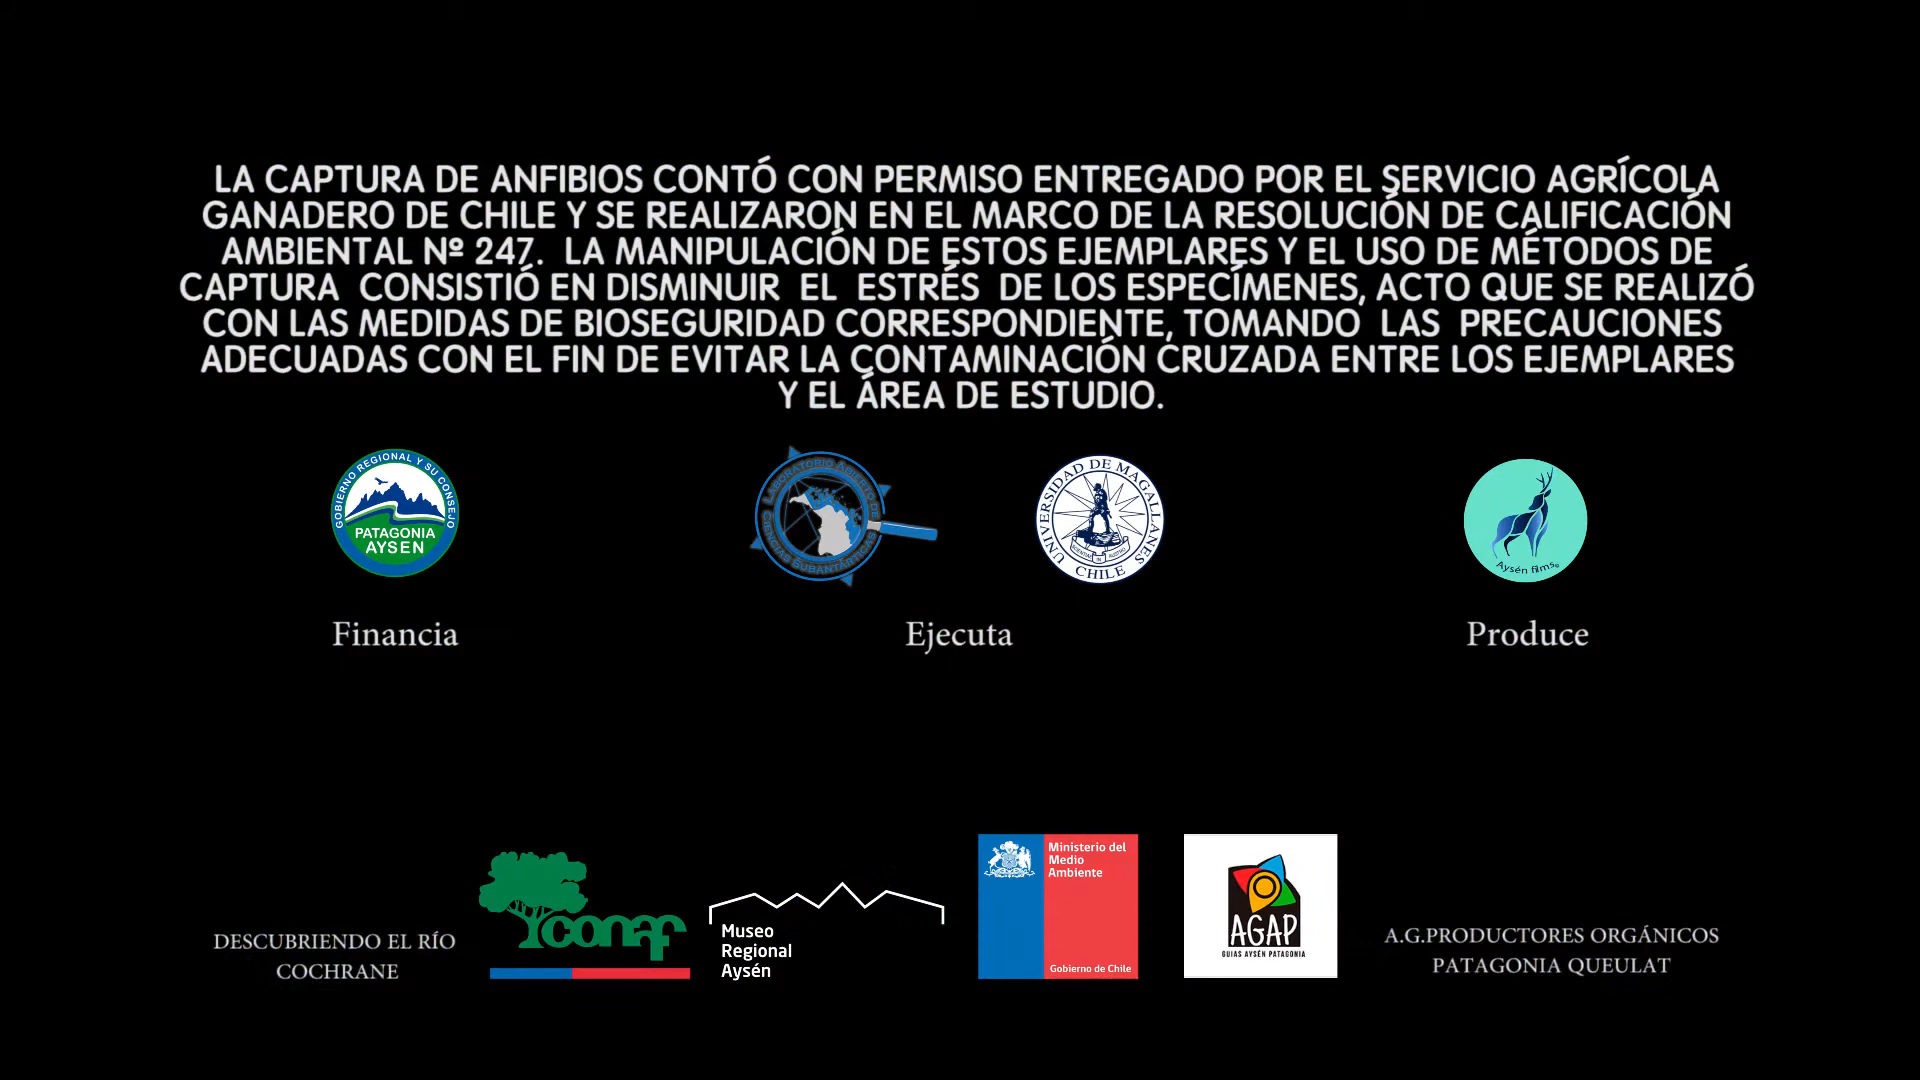 LA CAPTURA DE ANFIBIOS CONTÓ CON PERMISO ENTREGADO POR EL SERVICIO AGRÍCOLA
GANADERO DE CHILE Y SE REALIZARON EN EL MARCO DE LA RESOLUCIÓN DE CALIFICACIÓN
AMBIENTAL Nº 247. LA MANIPULACIÓN DE ESTOS EJEMPLARES Y EL USO DE MÉTODOS DE
CAPTURA CONSISTIÓ EN DISMINUIR EL ESTRÉS DE LOS ESPECÍMENES, ACTO QUE SE REALIZÓ
CON LAS MEDIDAS DE BIOSEGURIDAD CORRESPONDIENTE, TOMANDO LAS PRECAUCIONES
ADECUADAS CON EL FIN DE EVITAR LA CONTAMINACIÓN CRUZADA ENTRE LOS EJEMPLARES
Y EL ÁREA DE ESTUDIO.
GOBIERNO REGIONAL Y SU CONSEJO
PATAGONIA
AYSEN
LABORATORIO ABIERTO DE
CIENCIAS SUBANTÁRTICAS
UNIVERSIDAD DE MAGALLANES
CHILE
Aysén films
Financia
Ejecuta
Produce
DESCUBRIENDO EL RÍO
COCHRANE
conaf
Museo
Regional
Aysén
Ministerio del
Medio
Ambiente
Gobierno de Chile
AGAP
GUIAS AYSÉN PATAGONIA
A.G.PRODUCTORES ORGÁNICOS
PATAGONIA QUEULAT